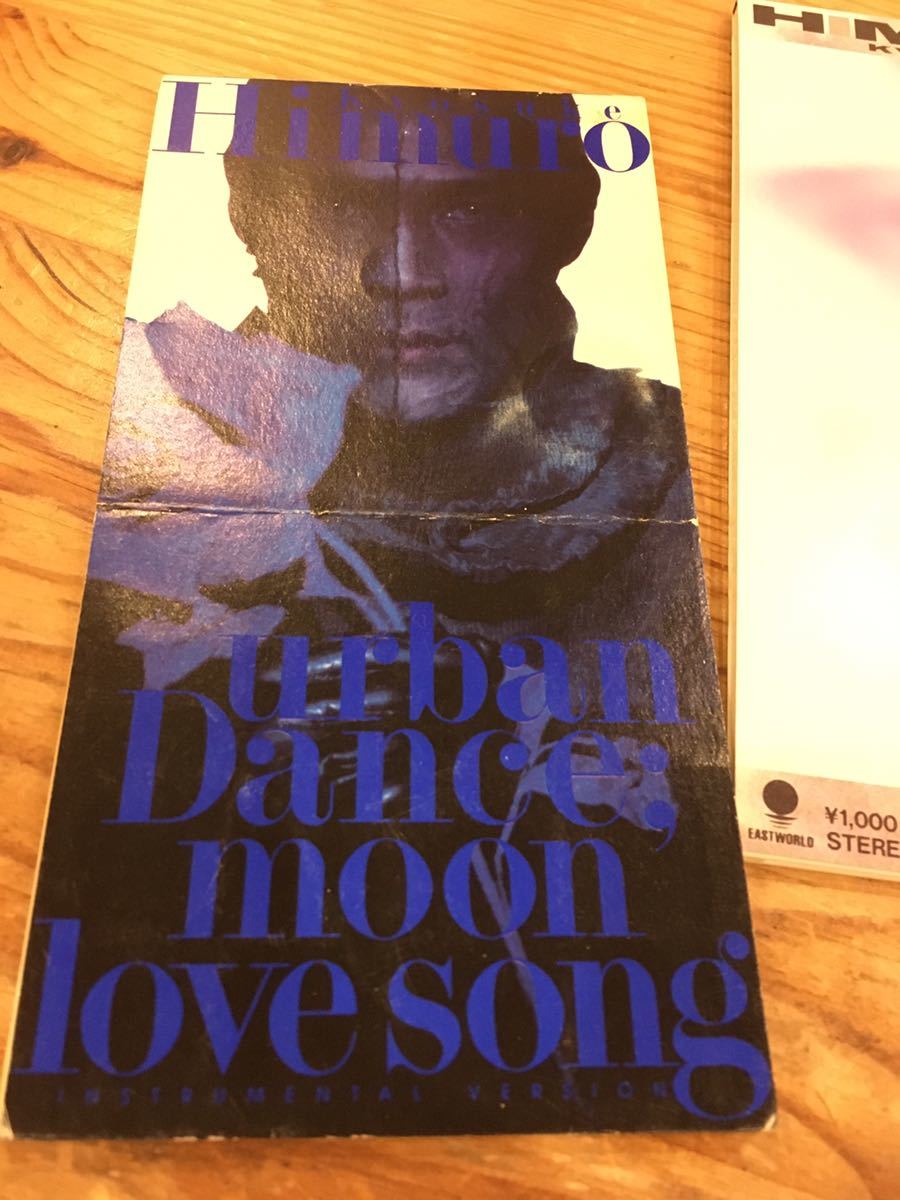 Kyosuke
Himuro
urban
Dance;
moon
love song
INSTRUMENTAL VERSION
HIM
KY
EASTWORLD
¥1,000
STERE